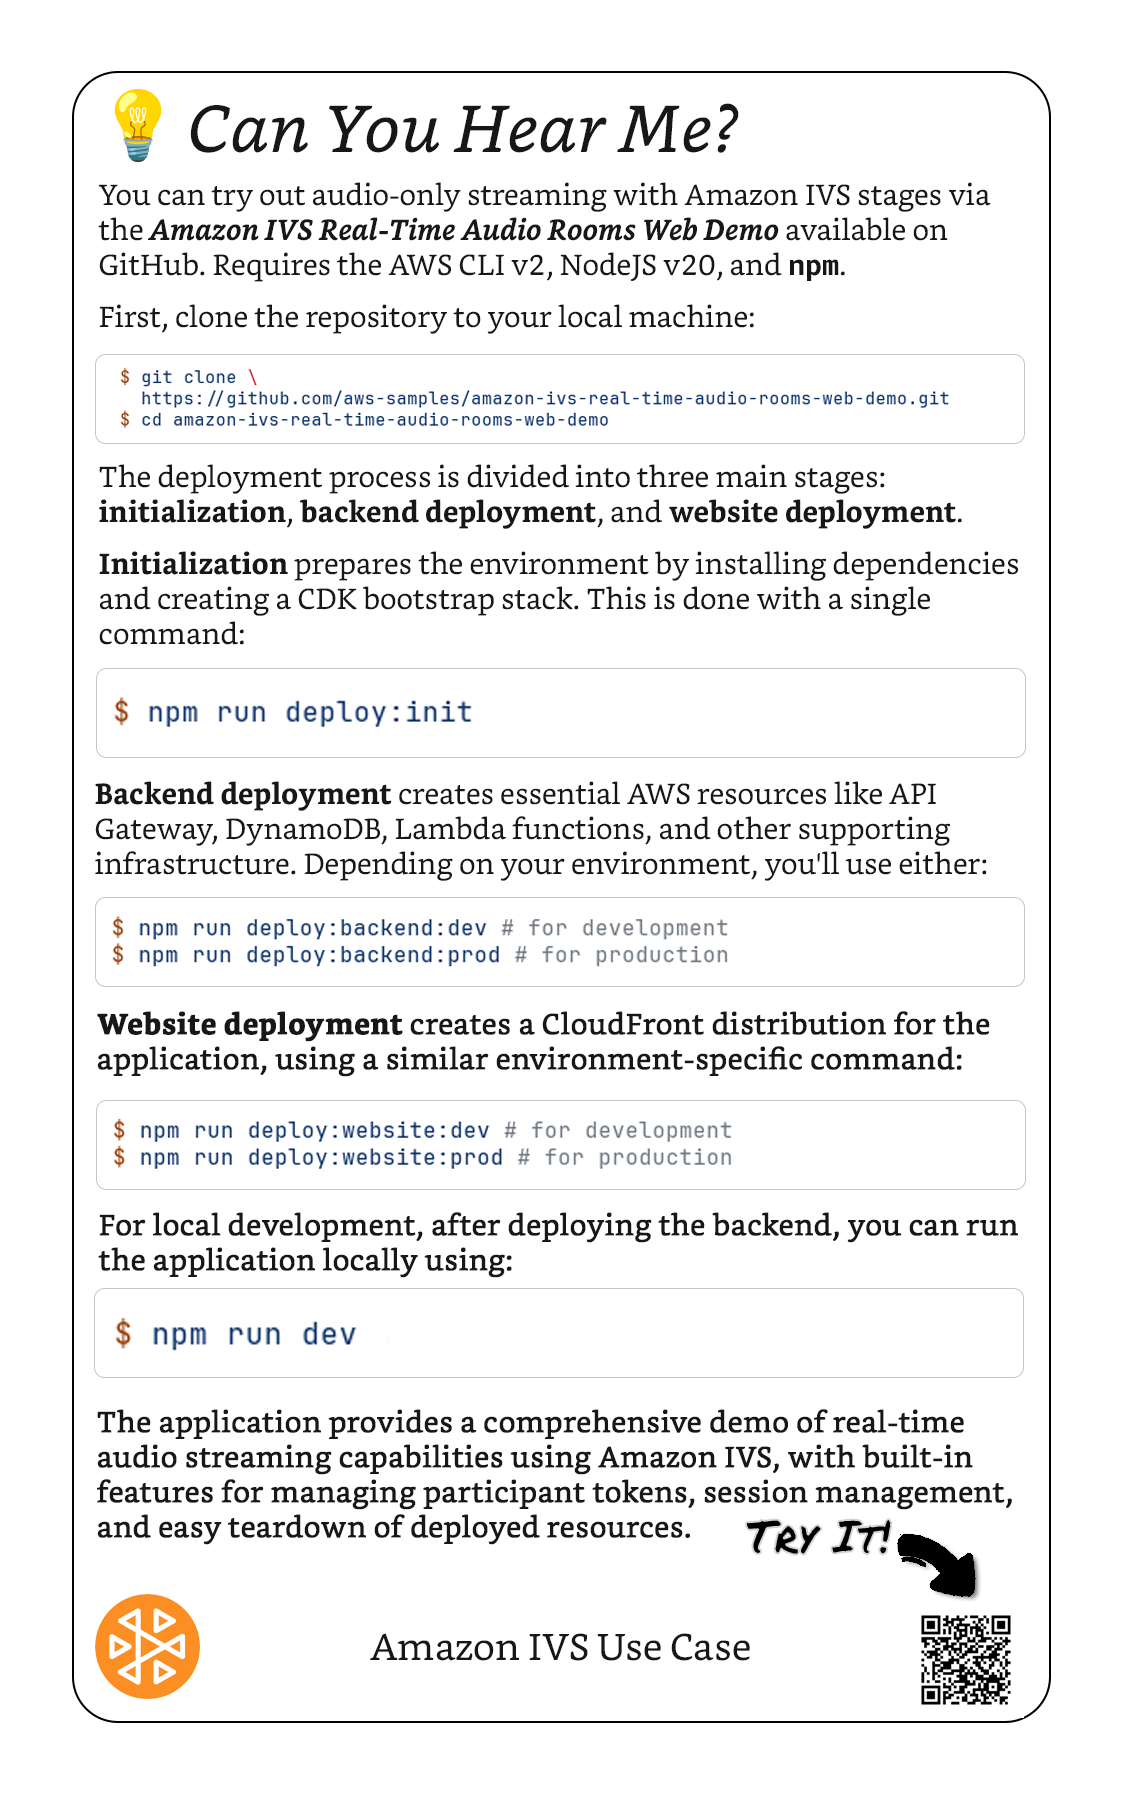 Can You Hear Me?
You can try out audio-only streaming with Amazon IVS stages via
the Amazon IVS Real-Time Audio Rooms Web Demo available on
GitHub. Requires the AWS CLI v2, NodeJS v20, and npm.
First, clone the repository to your local machine:
$ git clone \
https://github.com/aws-samples/amazon-ivs-real-time-audio-rooms-web-demo.git
$ cd amazon-ivs-real-time-audio-rooms-web-demo
The deployment process is divided into three main stages:
initialization, backend deployment, and website deployment.
Initialization prepares the environment by installing dependencies
and creating a CDK bootstrap stack. This is done with a single
command:
$ npm run deploy:init
Backend deployment creates essential AWS resources like API
Gateway, DynamoDB, Lambda functions, and other supporting
infrastructure. Depending on your environment, you'll use either:
$ npm run deploy:backend:dev # for development
$ npm run deploy:backend:prod # for production
Website deployment creates a CloudFront distribution for the
application, using a similar environment-specific command:
$ npm run deploy:website:dev # for development
$ npm run deploy:website:prod # for production
For local development, after deploying the backend, you can run
the application locally using:
$ npm run dev
The application provides a comprehensive demo of real-time
audio streaming capabilities using Amazon IVS, with built-in
features for managing participant tokens, session management,
and easy teardown of deployed resources.
Try It!
Amazon IVS Use Case